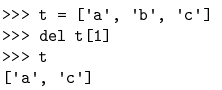 >>> t = ['a', 'b', 'c']
>>> del t[1]
>>> t
['a', 'c']